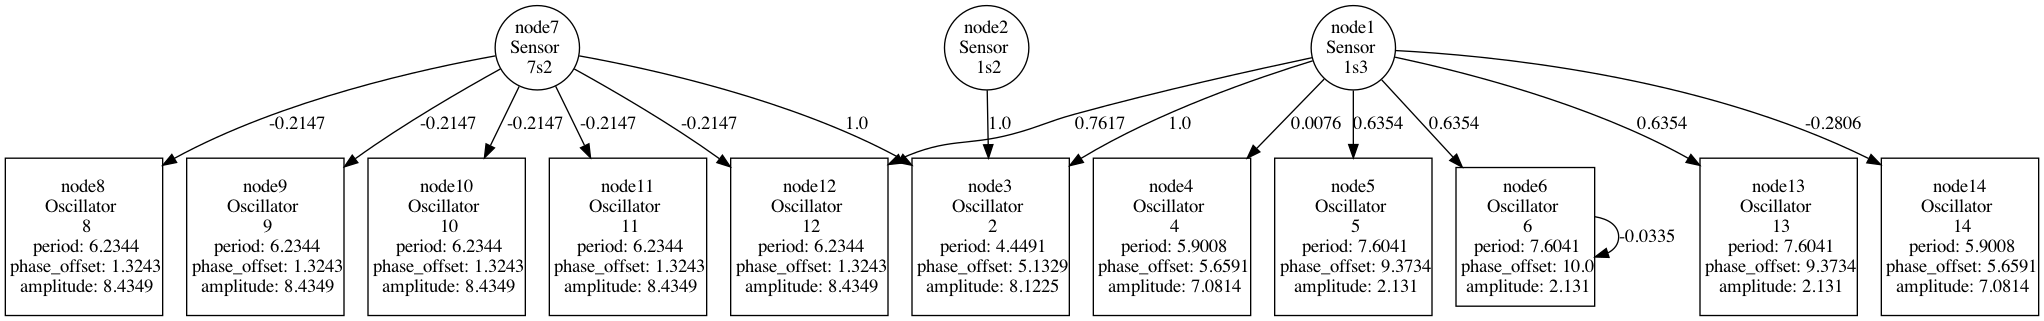 node7
Sensor
7s2
node2
Sensor
1s2
node1
Sensor
1s3
-0.2147
-0.2147
-0.2147
-0.2147
-0.2147
1.0
1.0
0.7617
1.0
0.0076
0.6354
0.6354
0.6354
-0.2806
node8
Oscillator
8
period: 6.2344
phase_offset: 1.3243
amplitude: 8.4349
node9
Oscillator
9
period: 6.2344
phase_offset: 1.3243
amplitude: 8.4349
node10
Oscillator
10
period: 6.2344
phase_offset: 1.3243
amplitude: 8.4349
node11
Oscillator
11
period: 6.2344
phase_offset: 1.3243
amplitude: 8.4349
node12
Oscillator
12
period: 6.2344
phase_offset: 1.3243
amplitude: 8.4349
node3
Oscillator
2
period: 4.4491
phase_offset: 5.1329
amplitude: 8.1225
node4
Oscillator
4
period: 5.9008
phase_offset: 5.6591
amplitude: 7.0814
node5
Oscillator
5
period: 7.6041
phase_offset: 9.3734
amplitude: 2.131
node6
Oscillator
6
period: 7.6041
phase_offset: 10.0
amplitude: 2.131
-0.0335
node13
Oscillator
13
period: 7.6041
phase_offset: 9.3734
amplitude: 2.131
node14
Oscillator
14
period: 5.9008
phase_offset: 5.6591
amplitude: 7.0814